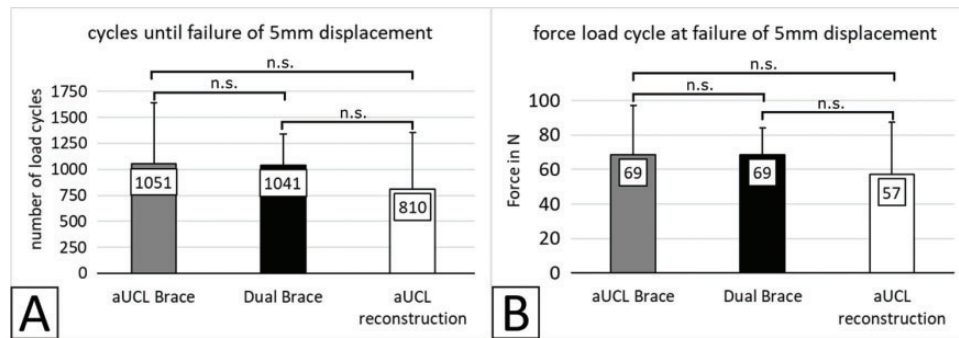 cycles until failure of 5mm displacement
n.s.
n.s.
n.s.
number of load cycles
1750
1500
1250
1000
750
500
250
0
1051
1041
810
aUCL Brace
Dual Brace
aUCL
reconstruction
A
force load cycle at failure of 5mm displacement
n.s.
n.s.
n.s.
Force in N
100
80
60
40
20
0
69
69
57
aUCL Brace
Dual Brace
aUCL
reconstruction
B